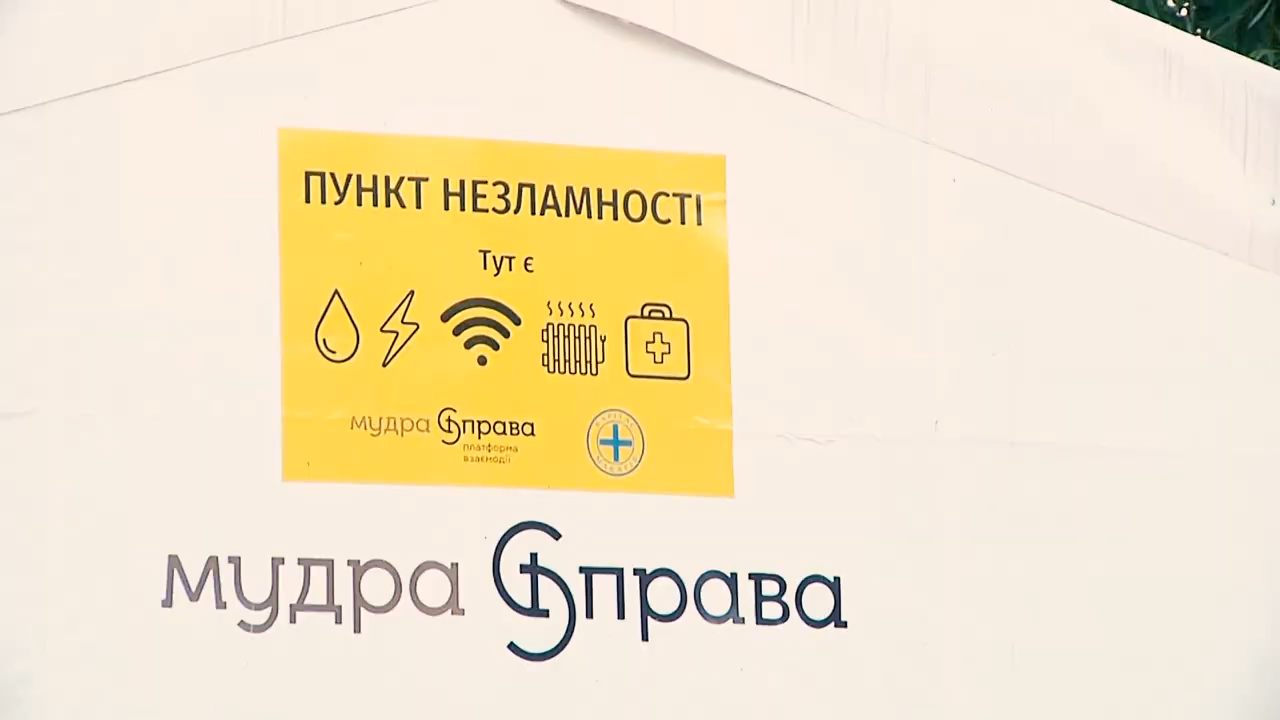 ПУНКТ НЕЗЛАМНОСТІ
Тут є
мудра справа
платформа
взаємодії
мудра справа